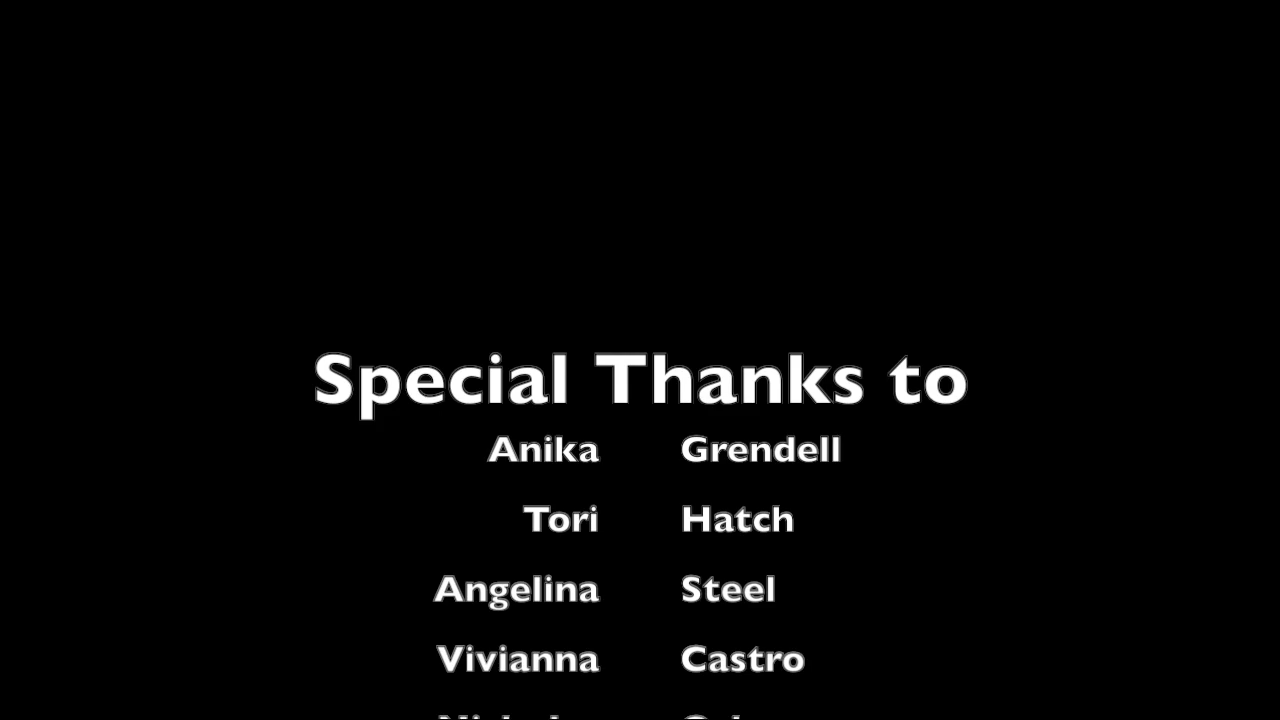 Special Thanks to
Anika Grendell
Tori Hatch
Angelina Steel
Vivianna Castro